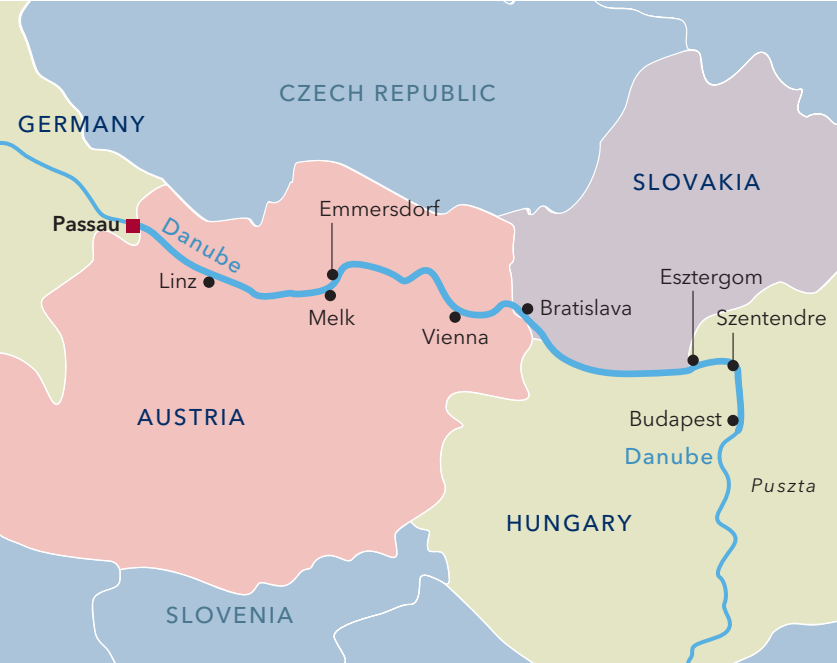 CZECH REPUBLIC
GERMANY
SLOVAKIA
Emmersdorf
Passau
Danube
Linz
Esztergom
Melk
Bratislava
Szentendre
Vienna
AUSTRIA
Budapest
Danube
Puszta
HUNGARY
SLOVENIA